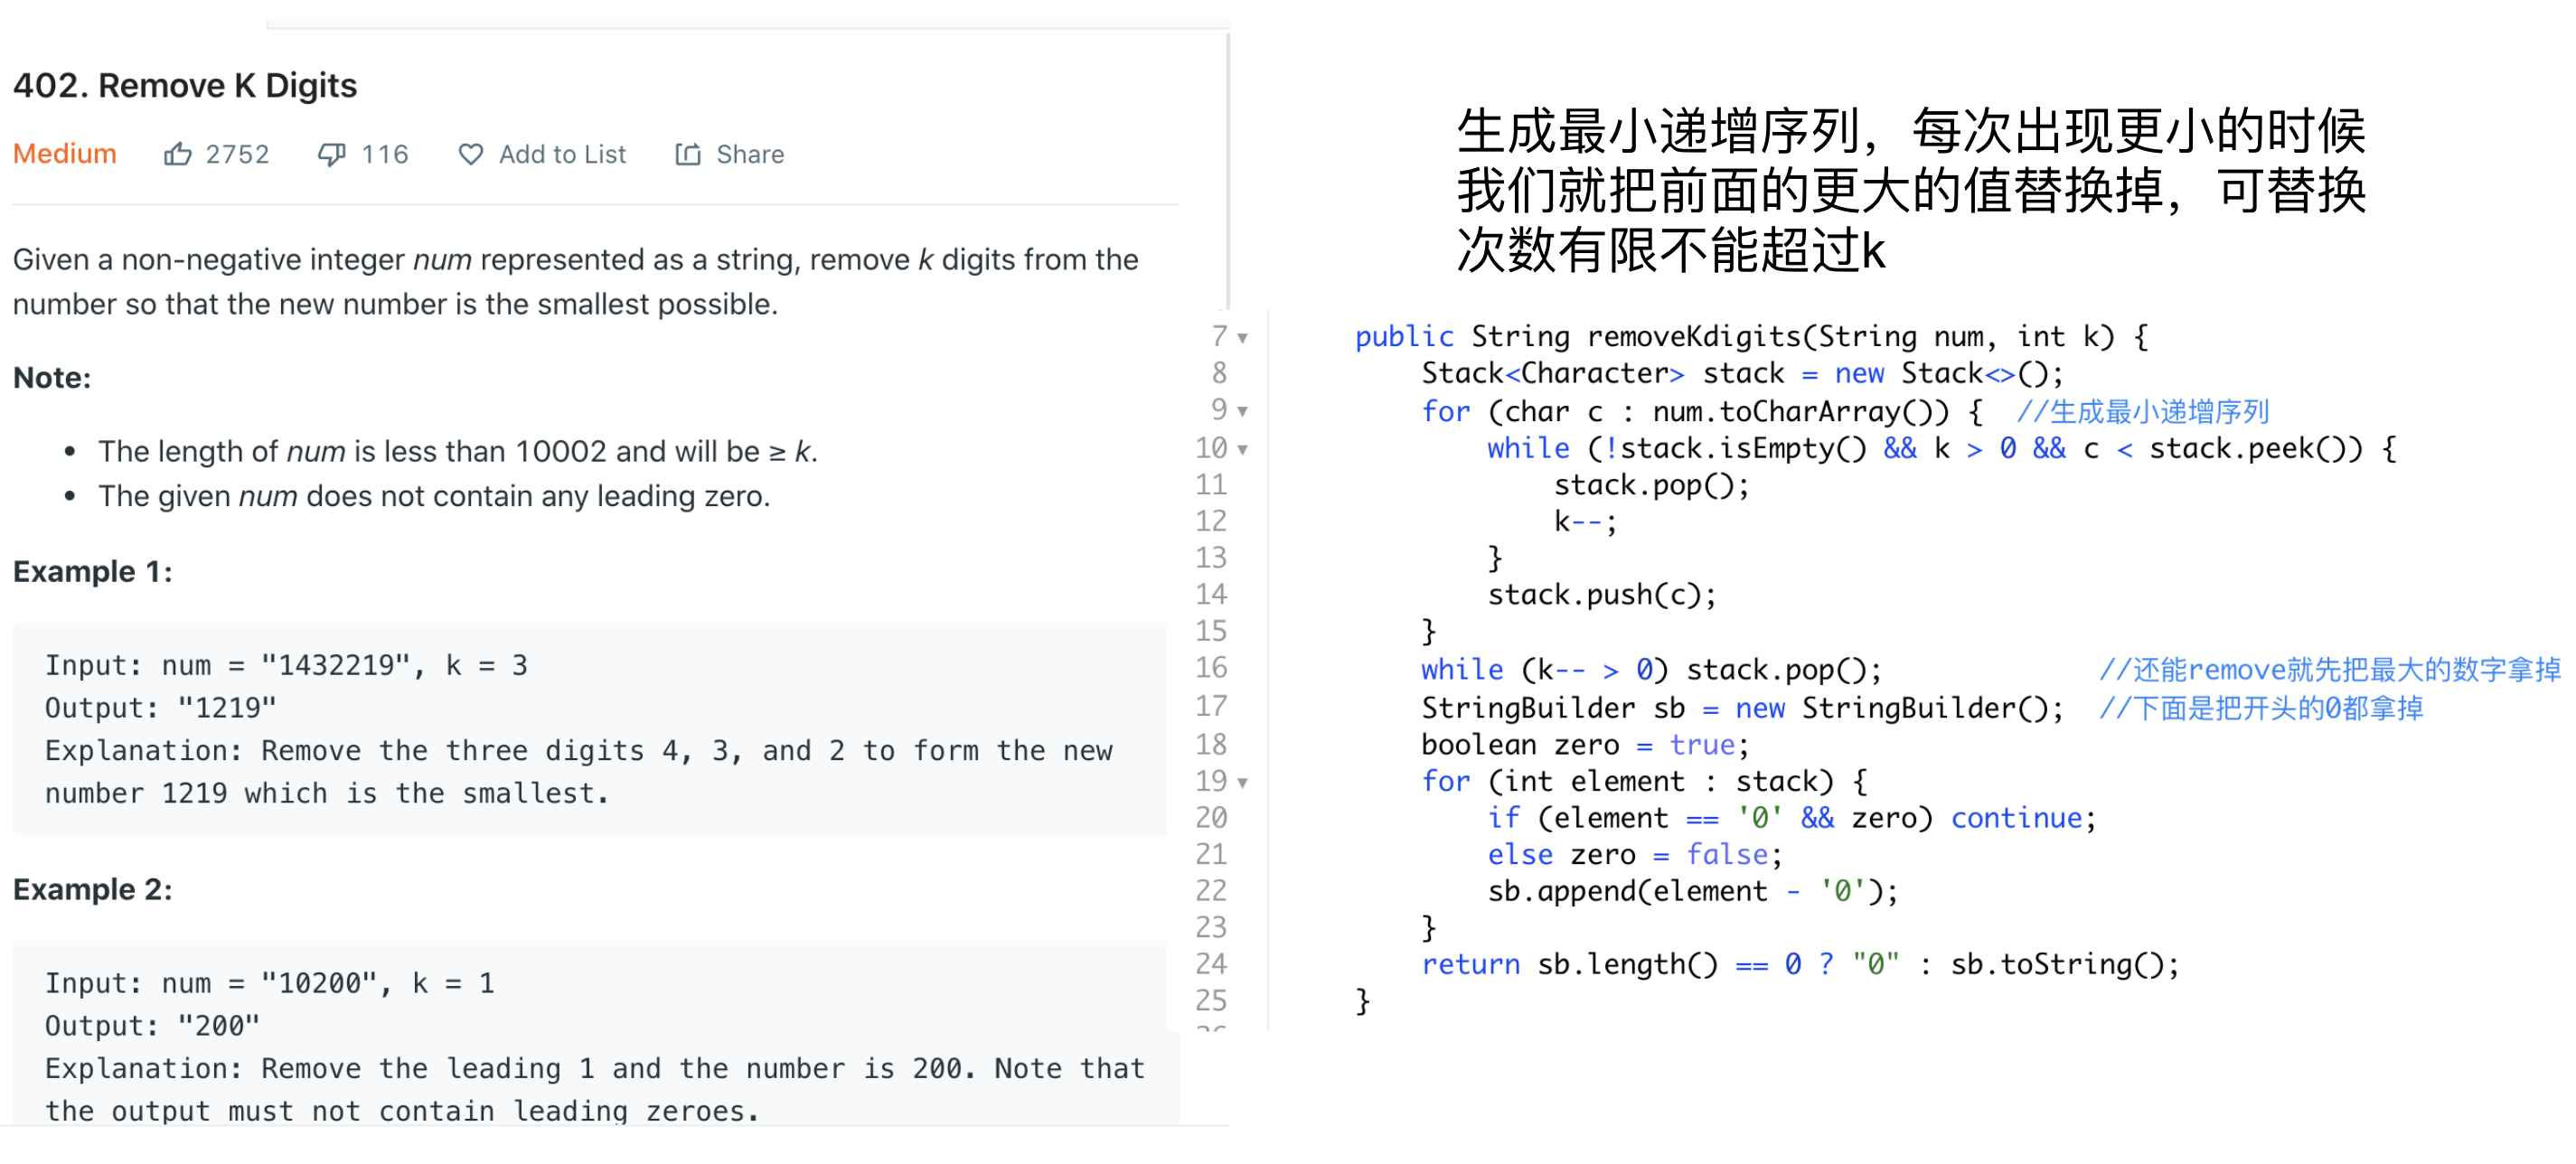 402. Remove K Digits
Medium 2752 116 Add to List Share
Given a non-negative integer num represented as a string, remove k digits from the
number so that the new number is the smallest possible.
Note:
• The length of num is less than 10002 and will be ≥ k.
• The given num does not contain any leading zero.
Example 1:
Input: num = "1432219", k = 3
Output: "1219"
Explanation: Remove the three digits 4, 3, and 2 to form the new
number 1219 which is the smallest.
Example 2:
Input: num = "10200", k = 1
Output: "200"
Explanation: Remove the leading 1 and the number is 200. Note that
the output must not contain leading zeroes.
生成最小递增序列，每次出现更小的时候
我们就把前面的更大的值替换掉，可替换
次数有限不能超过k
7 public String removeKdigits(String num, int k) {
8 Stack<Character> stack = new Stack<>();
9 for (char c : num.toCharArray()) { //生成最小递增序列
10 while (!stack.isEmpty() && k > 0 && c < stack.peek()) {
11 stack.pop();
12 k--;
13 }
14 stack.push(c);
15 }
16 while (k-- > 0) stack.pop(); //还能remove就先把最大的数字拿掉
17 StringBuilder sb = new StringBuilder(); //下面是把开头的0都拿掉
18 boolean zero = true;
19 for (int element : stack) {
20 if (element == '0' && zero) continue;
21 else zero = false;
22 sb.append(element - '0');
23 }
24 return sb.length() == 0 ? "0" : sb.toString();
25 }